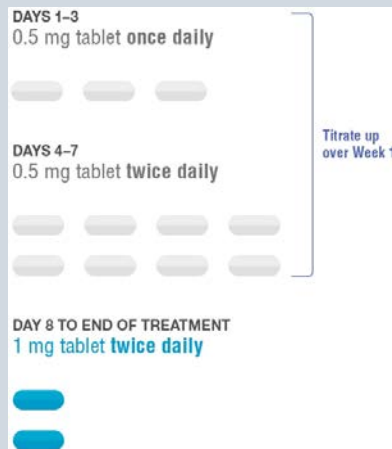 DAYS 1–3
0.5 mg tablet once daily
Titrate up
over Week 1
DAYS 4–7
0.5 mg tablet twice daily
DAY 8 TO END OF TREATMENT
1 mg tablet twice daily